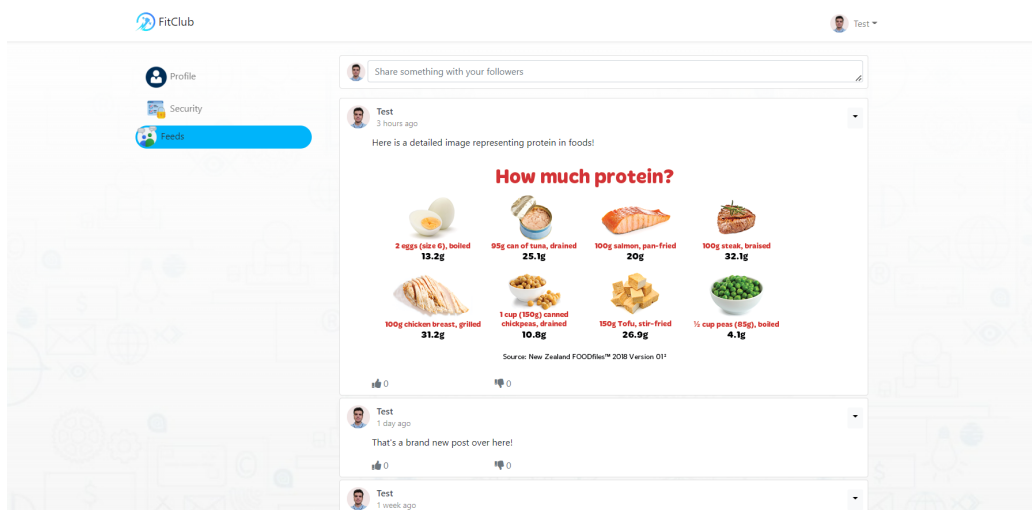 FitClub
Test
Profile
Security
Feeds
Share something with your followers
Test
3 hours ago
Here is a detailed image representing protein in foods!
How much protein?
2 eggs (size 6), boiled
13.2g
95g can of tuna, drained
25.1g
100g salmon, pan-fried
20g
100g steak, braised
32.1g
100g chicken breast, grilled
31.2g
1 cup (150g) canned
chickpeas, drained
10.8g
150g Tofu, stir-fried
26.9g
½ cup peas (85g), boiled
4.1g
Source: New Zealand FOODfiles™ 2018 Version 01²
0
0
Test
1 day ago
That's a brand new post over here!
0
0
Test
1 week ago